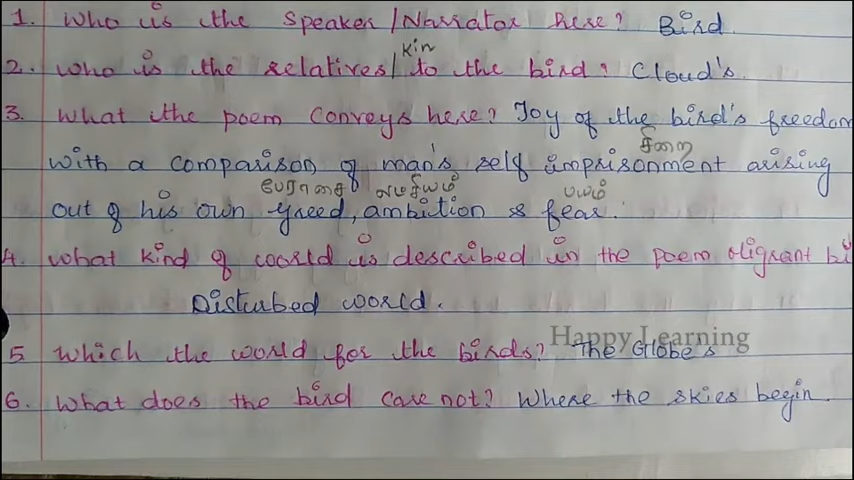 1. Who is the Speaker/Narrator here? Bird.
kin
2. Who is the relatives/ to the bird? Cloud's.
3. What the poem Conveys here? Joy of the bird's freedom
சிறை
with a comparison of man's self imprisonment arising
பேராசை லட்சியம் பயம்
out of his own greed, ambition & fear.
4. What kind of world is described in the poem Migrant bi
Disturbed world.
Happy Learning
5 Which the world for the birds? The Globe's
6. What does the bird care not? Where the skies begin.